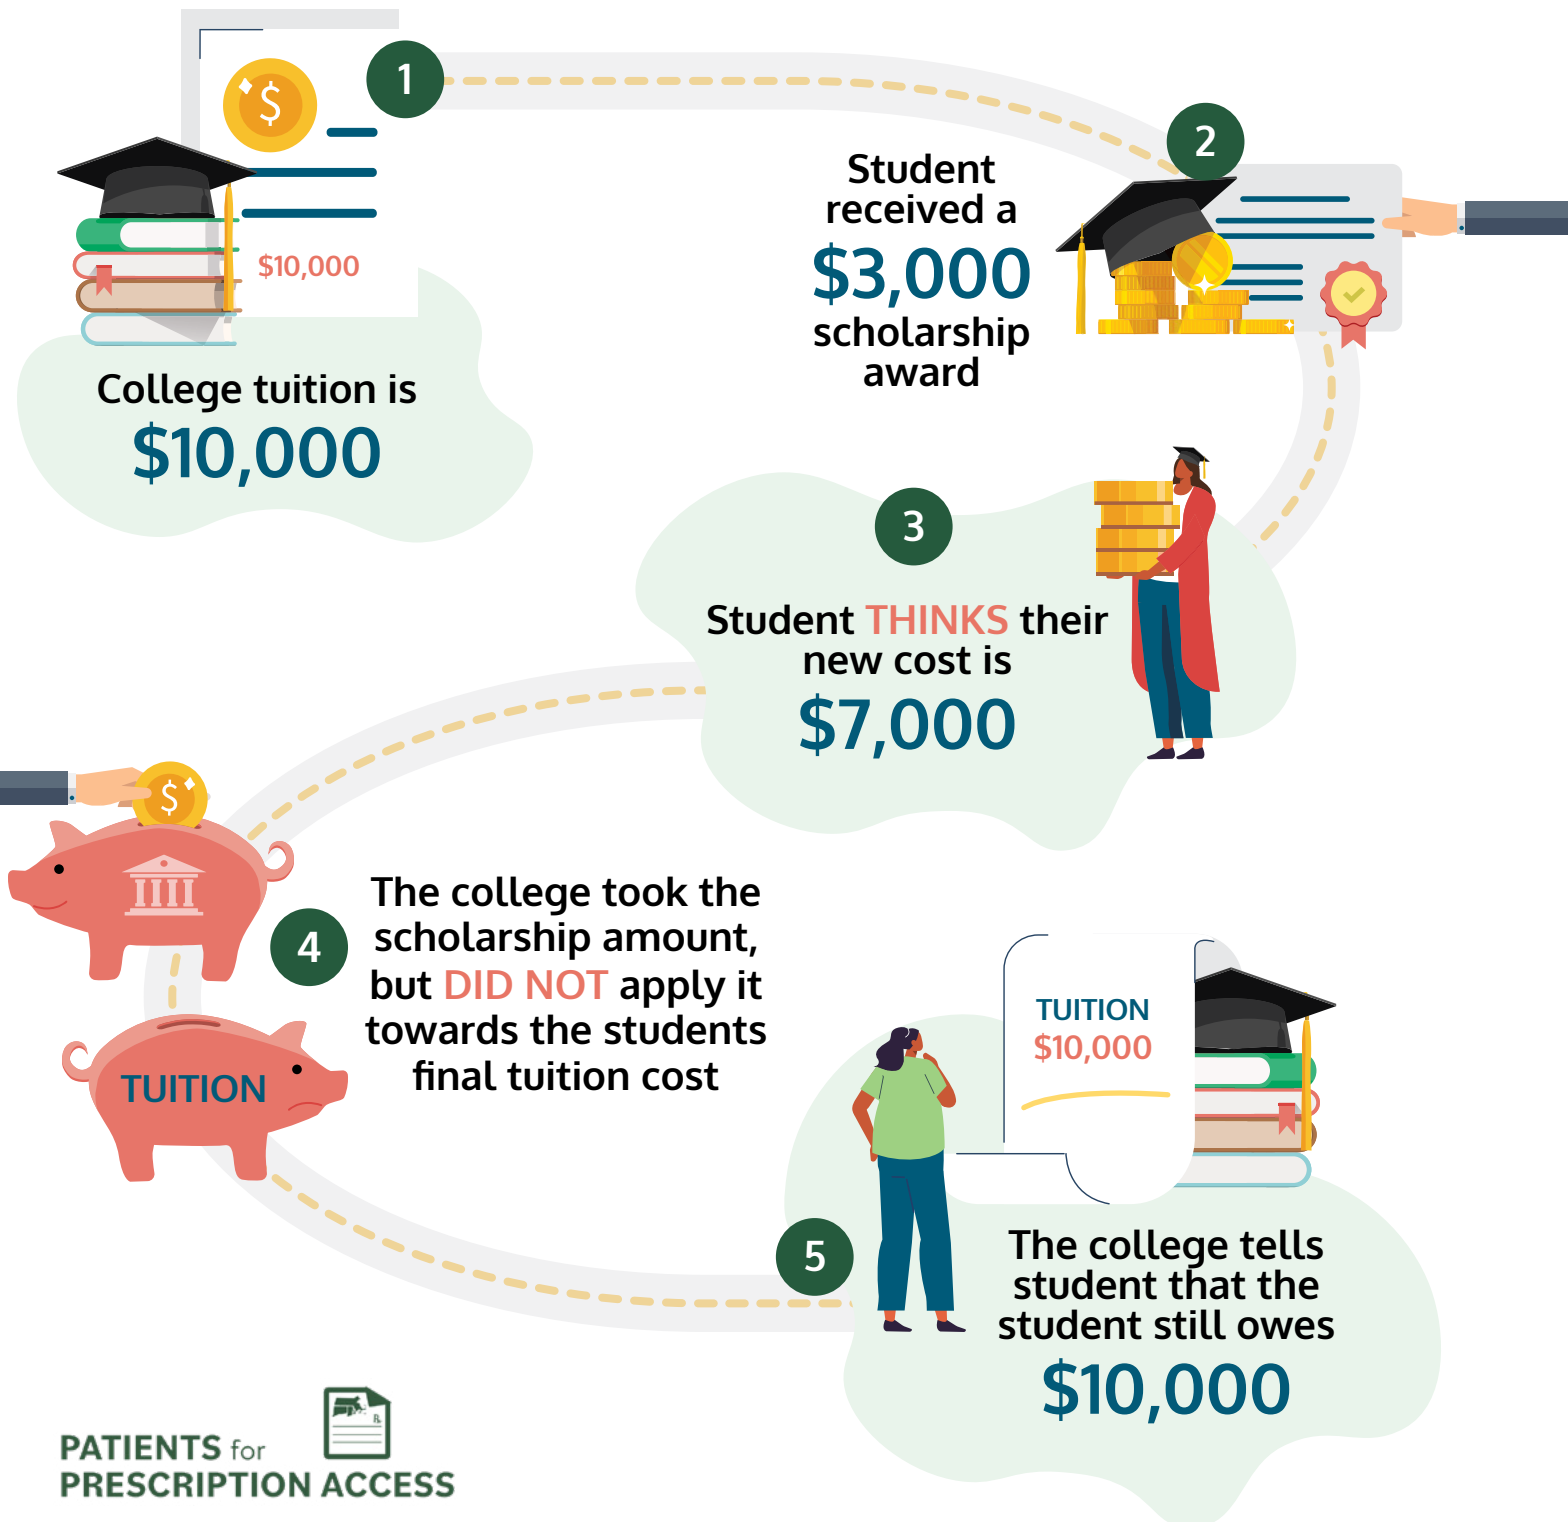 1
$
$10,000
College tuition is
$10,000
2
Student
received a
$3,000
scholarship
award
3
Student THINKS their
new cost is
$7,000
$
4
The college took the
scholarship amount,
but DID NOT apply it
towards the students
final tuition cost
TUITION
TUITION
$10,000
5
The college tells
student that the
student still owes
$10,000
℞
PATIENTS for
PRESCRIPTION ACCESS